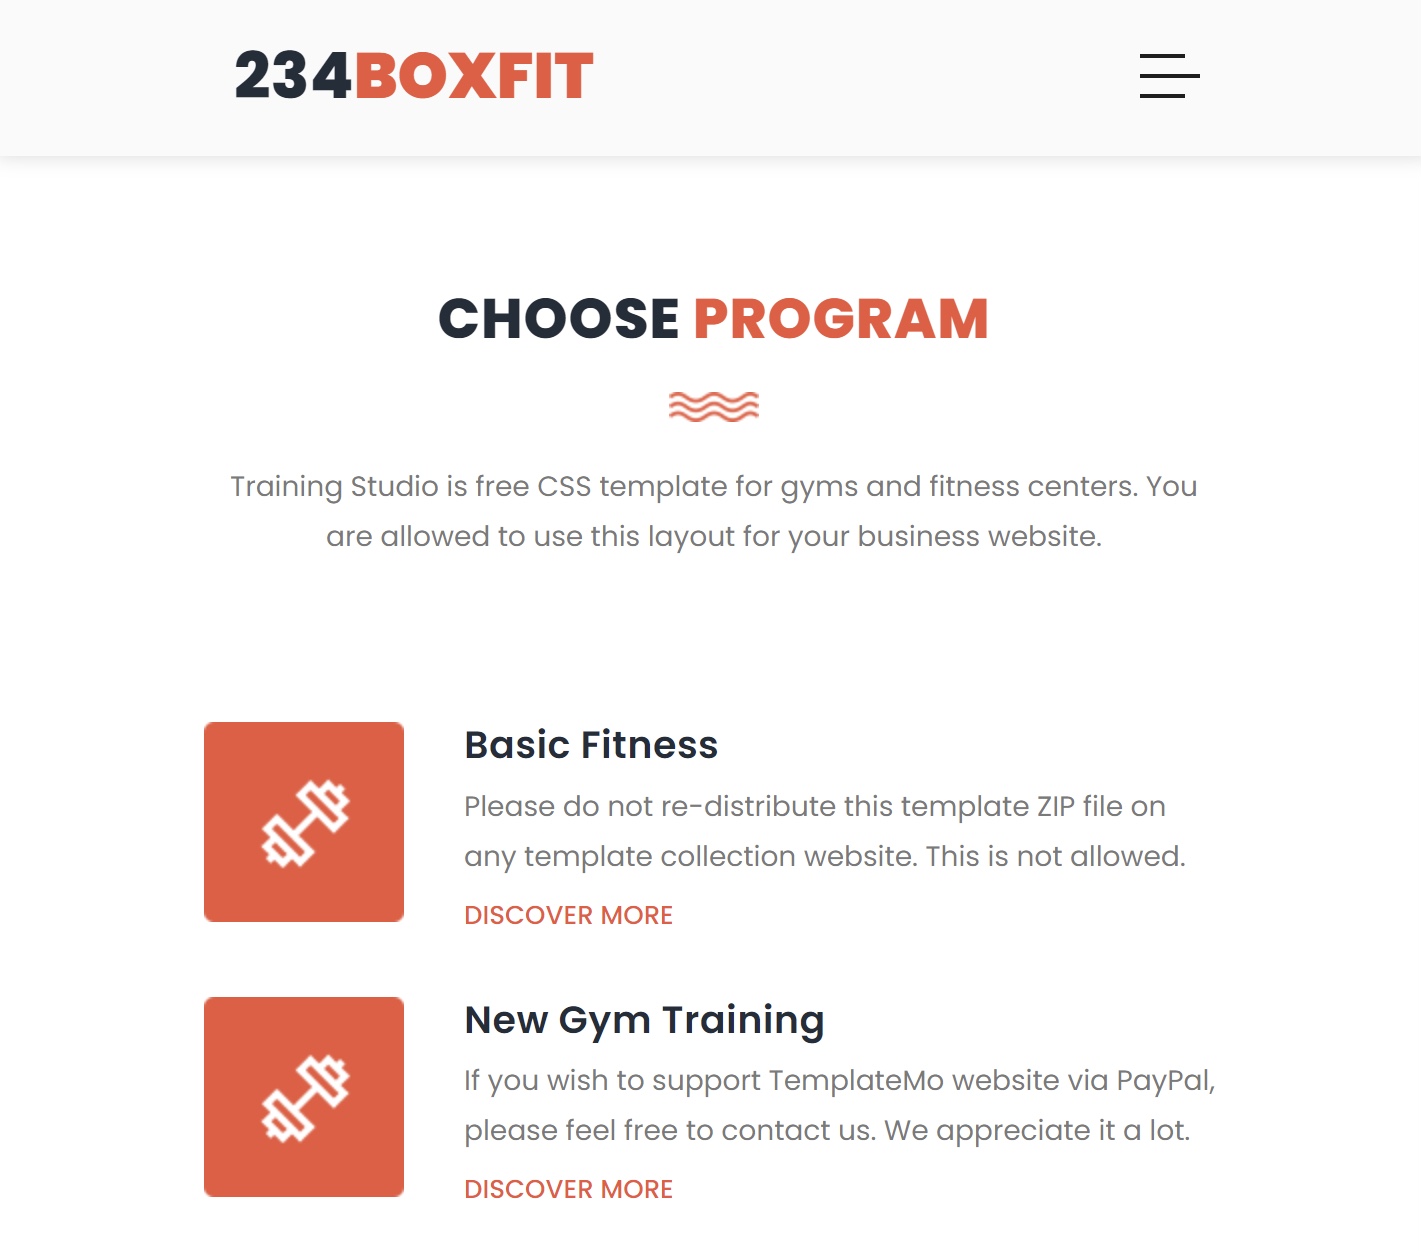 234BOXFIT
CHOOSE PROGRAM
Training Studio is free CSS template for gyms and fitness centers. You
are allowed to use this layout for your business website.
Basic Fitness
Please do not re-distribute this template ZIP file on
any template collection website. This is not allowed.
DISCOVER MORE
New Gym Training
If you wish to support TemplateMo website via PayPal,
please feel free to contact us. We appreciate it a lot.
DISCOVER MORE